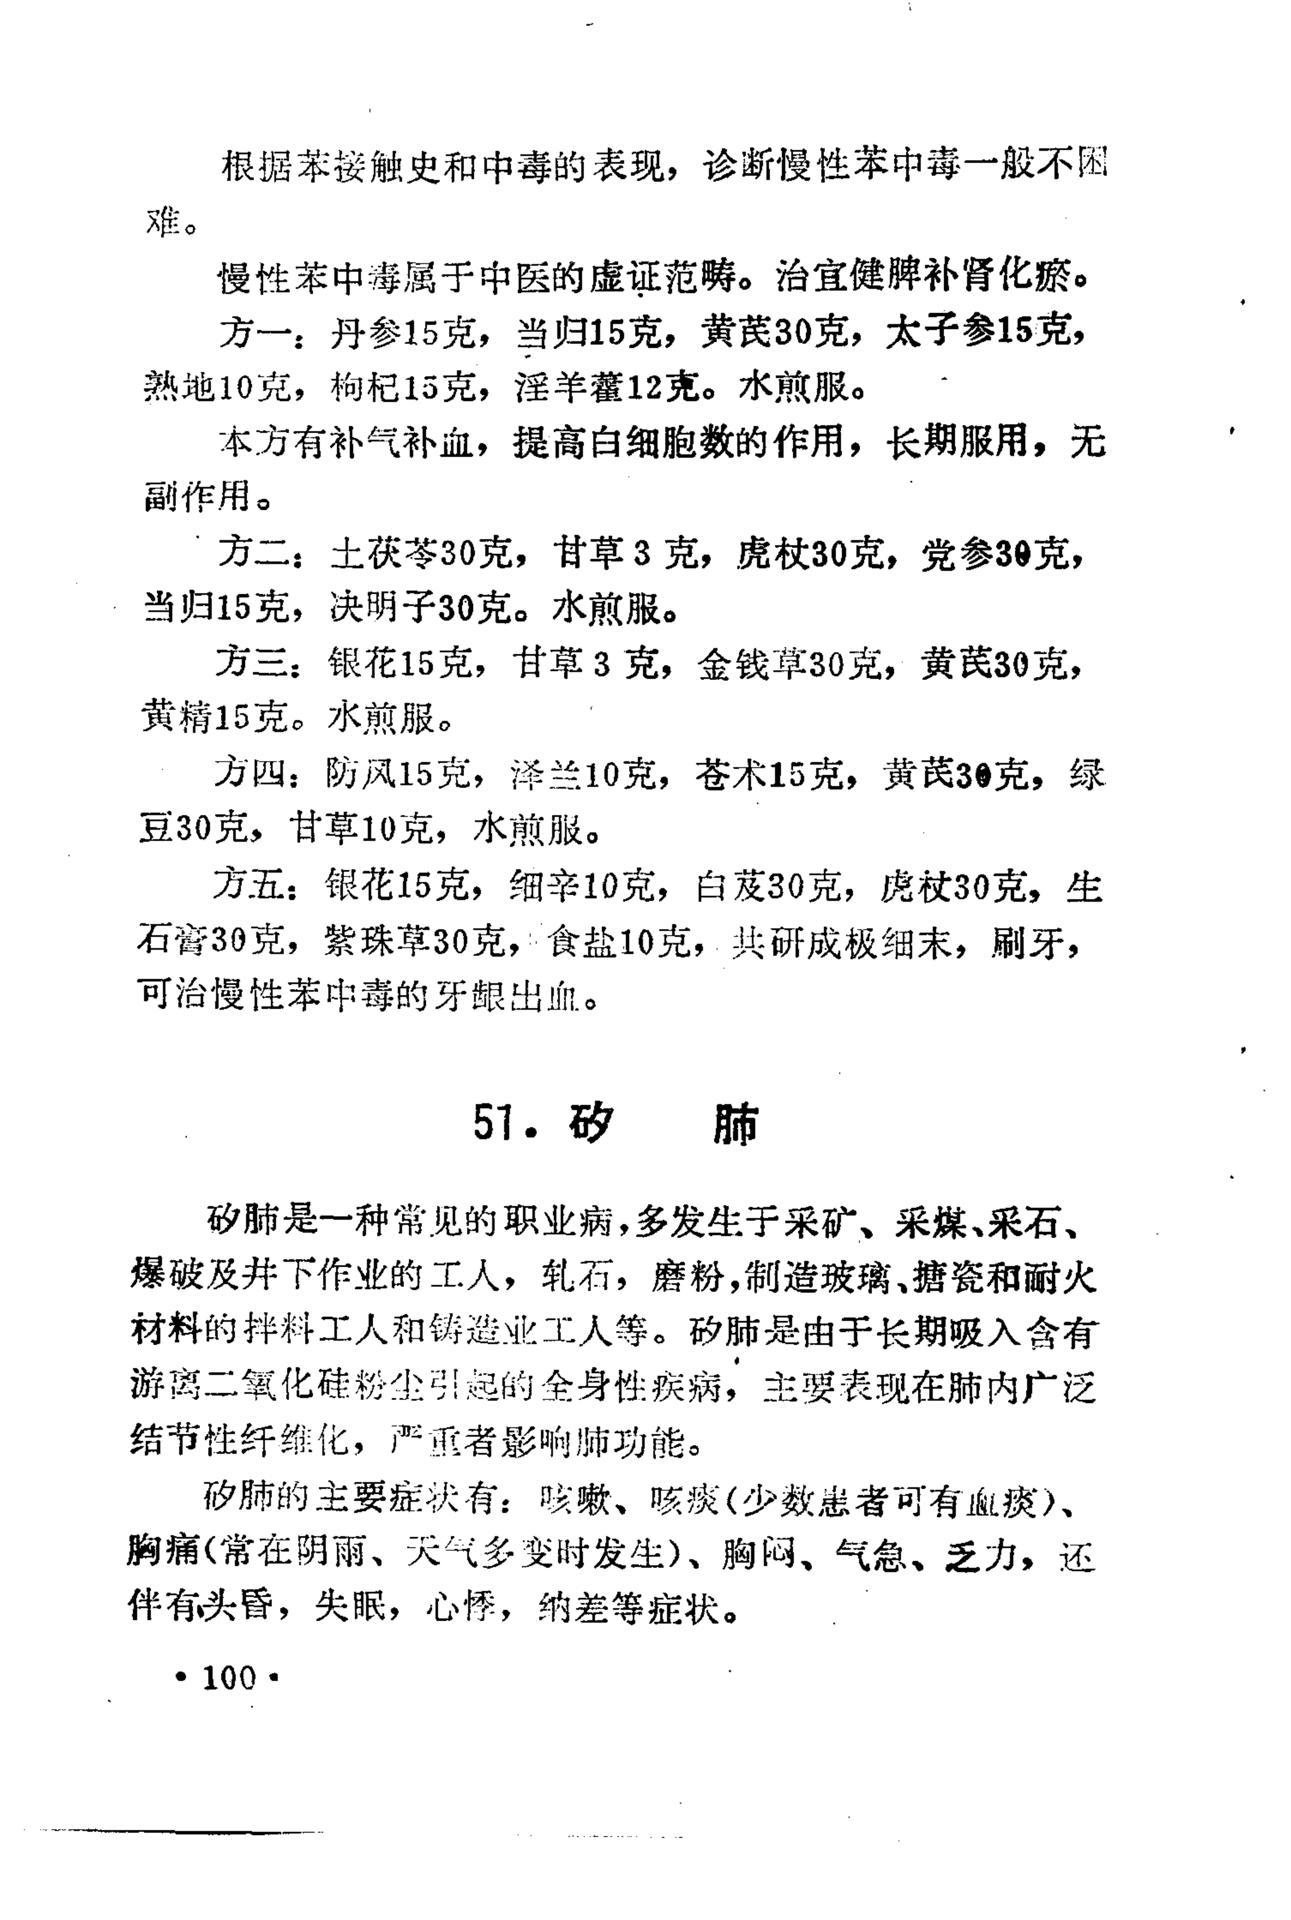 根据苯接触史和中毒的表现，诊断慢性苯中毒一般不困
难。
慢性苯中毒属于中医的虚证范畴。治宜健脾补肾化瘀。
方一：丹参15克，当归15克，黄芪30克，太子参15克，
熟地10克，枸杞15克，淫羊藿12克。水煎服。
本方有补气补血，提高白细胞数的作用，长期服用，无
副作用。
方二：土茯苓30克，甘草3克，虎杖30克，党参30克，
当归15克，决明子30克。水煎服。
方三：银花15克，甘草3克，金钱草30克，黄芪30克，
黄精15克。水煎服。
方四：防风15克，泽兰10克，苍术15克，黄芪30克，绿
豆30克，甘草10克，水煎服。
方五：银花15克，细辛10克，白芨30克，虎杖30克，生
石膏30克，紫珠草30克，食盐10克，共研成极细末，刷牙，
可治慢性苯中毒的牙龈出血。
51．矽　肺
矽肺是一种常见的职业病，多发生于采矿、采煤、采石、
爆破及井下作业的工人，轧石，磨粉，制造玻璃、搪瓷和耐火
材料的拌料工人和铸造业工人等。矽肺是由于长期吸入含有
游离二氧化硅粉尘引起的全身性疾病，主要表现在肺内广泛
结节性纤维化，严重者影响肺功能。
矽肺的主要症状有：咳嗽、咳痰（少数患者可有血痰）、
胸痛（常在阴雨、天气多变时发生）、胸闷、气急、乏力，还
伴有头昏，失眠，心悸，纳差等症状。
·100·